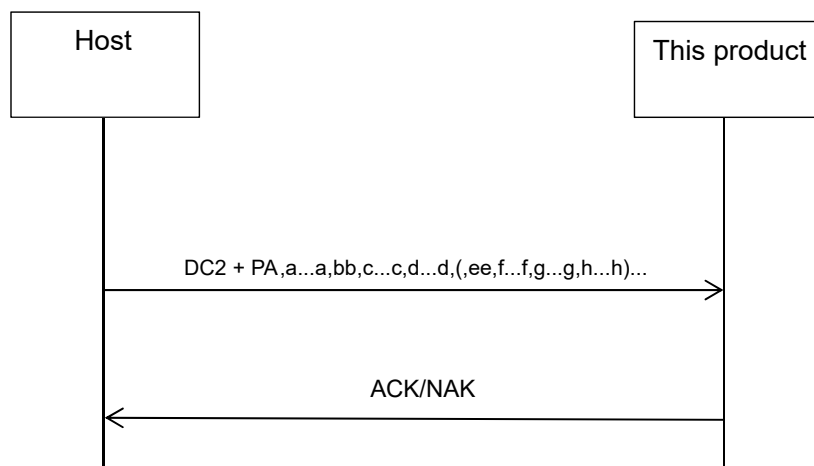 Host
This product
DC2 + PA,a...a,bb,c...c,d...d,(,ee,f...f,g...g,h...h)...
ACK/NAK